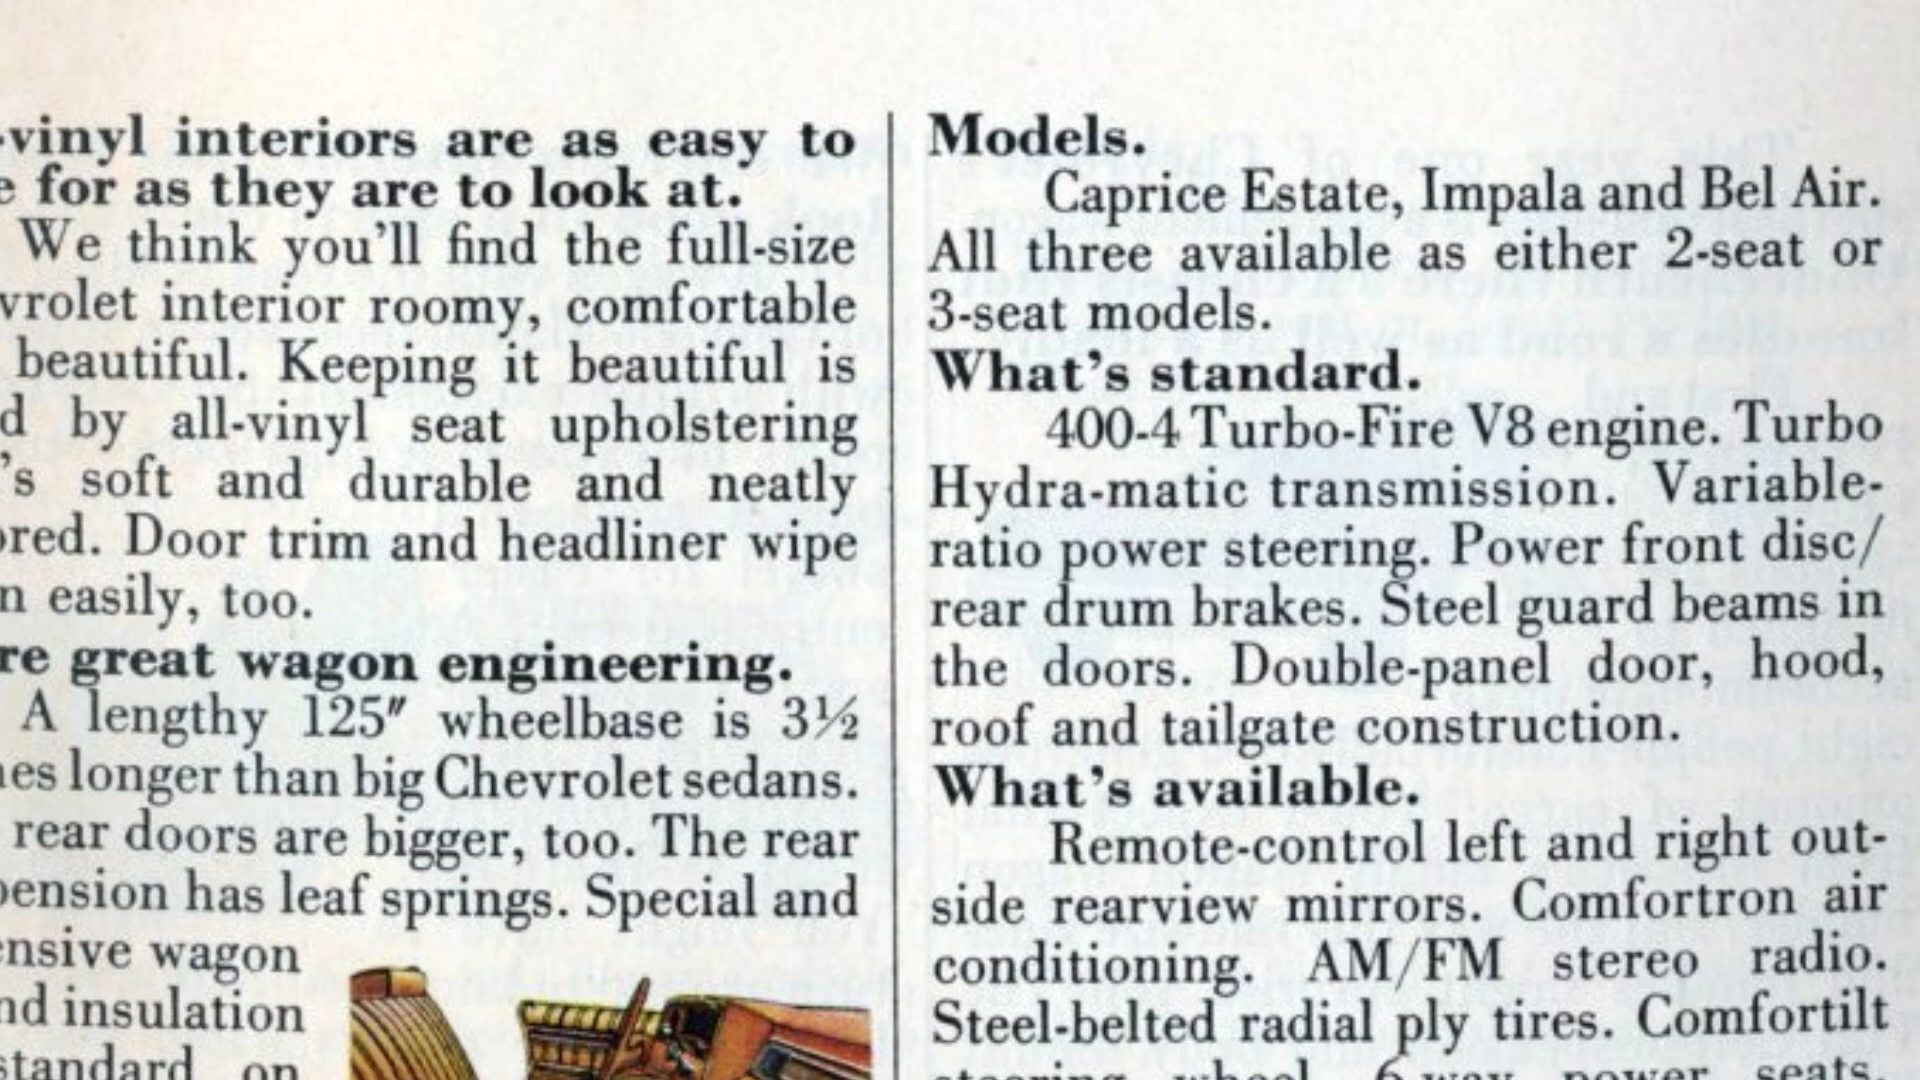 -vinyl interiors are as easy to
e for as they are to look at.
We think you'll find the full-size
vrolet interior roomy, comfortable
beautiful. Keeping it beautiful is
d by all-vinyl seat upholstering
's soft and durable and neatly
ored. Door trim and headliner wipe
n easily, too.
re great wagon engineering.
A lengthy 125" wheelbase is 3½
nes longer than big Chevrolet sedans.
rear doors are bigger, too. The rear
pension has leaf springs. Special and
ensive wagon
nd insulation
standard on
Models.
Caprice Estate, Impala and Bel Air.
All three available as either 2-seat or
3-seat models.
What's standard.
400-4 Turbo-Fire V8 engine. Turbo
Hydra-matic transmission. Variable-
ratio power steering. Power front disc/
rear drum brakes. Steel guard beams in
the doors. Double-panel door, hood,
roof and tailgate construction.
What's available.
Remote-control left and right out-
side rearview mirrors. Comfortron air
conditioning. AM/FM stereo radio.
Steel-belted radial ply tires. Comfortilt
steering wheel. 6-way power seats.